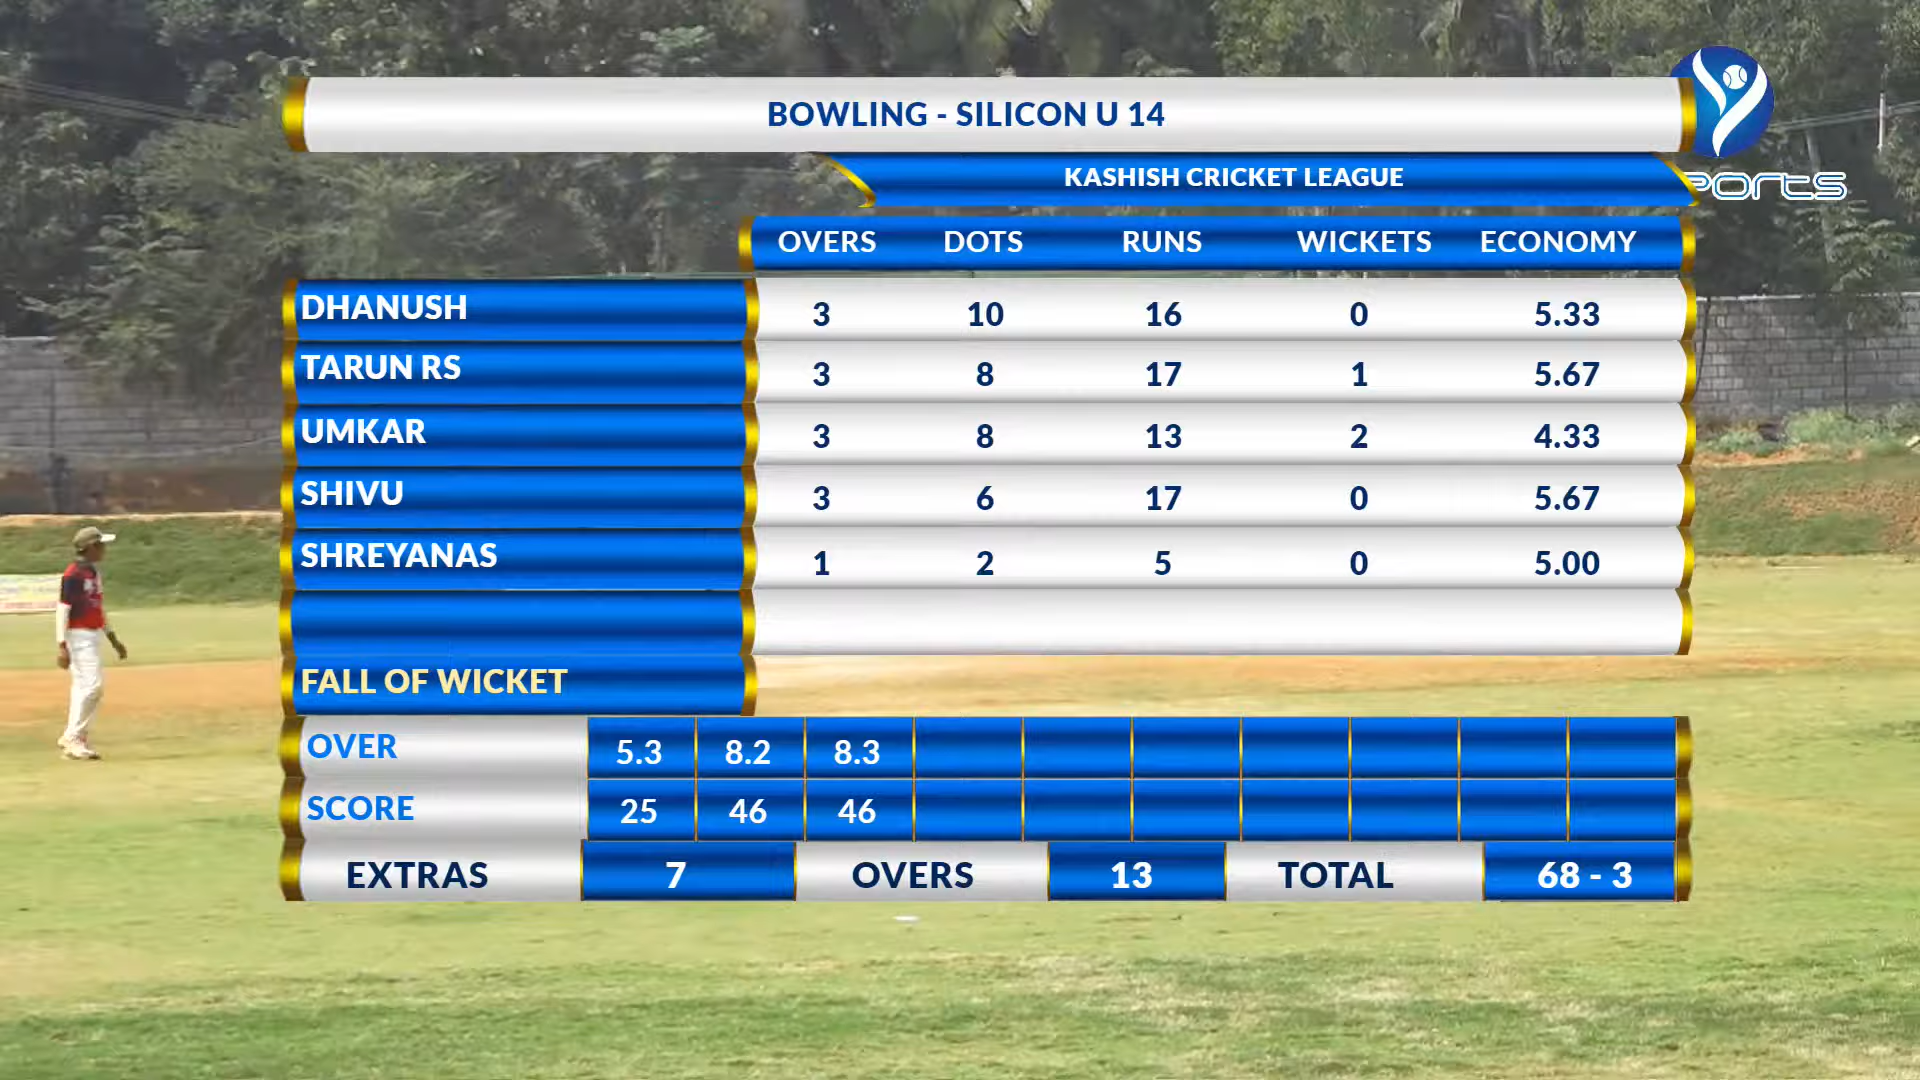 BOWLING - SILICON U 14
KASHISH CRICKET LEAGUE
OVERS DOTS RUNS WICKETS ECONOMY
DHANUSH 3 10 16 0 5.33
TARUN RS 3 8 17 1 5.67
UMKAR 3 8 13 2 4.33
SHIVU 3 6 17 0 5.67
SHREYANAS 1 2 5 0 5.00
FALL OF WICKET
OVER 5.3 8.2 8.3
SCORE 25 46 46
EXTRAS 7 OVERS 13 TOTAL 68 - 3